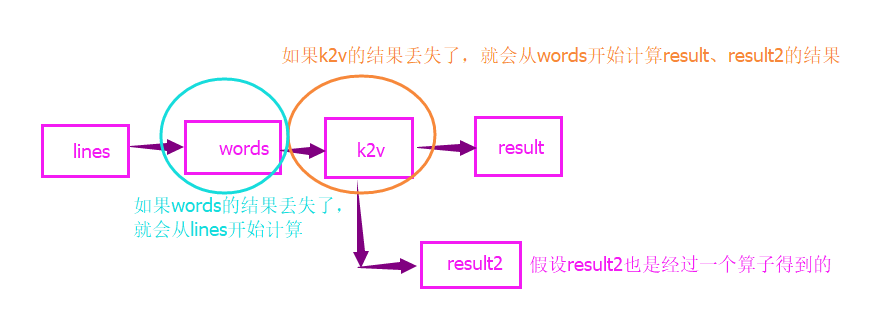 如果k2v的结果丢失了，就会从words开始计算result、result2的结果
lines
words
k2v
result
如果words的结果丢失了，
就会从lines开始计算
result2
假设result2也是经过一个算子得到的